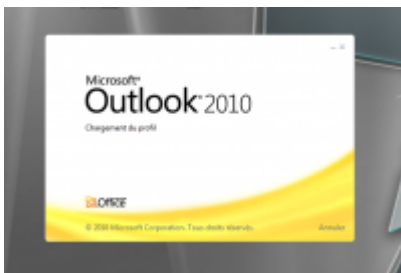 Microsoft®
Outlook® 2010
Chargement du profil
Office
© 2010 Microsoft Corporation. Tous droits réservés.
Annuler